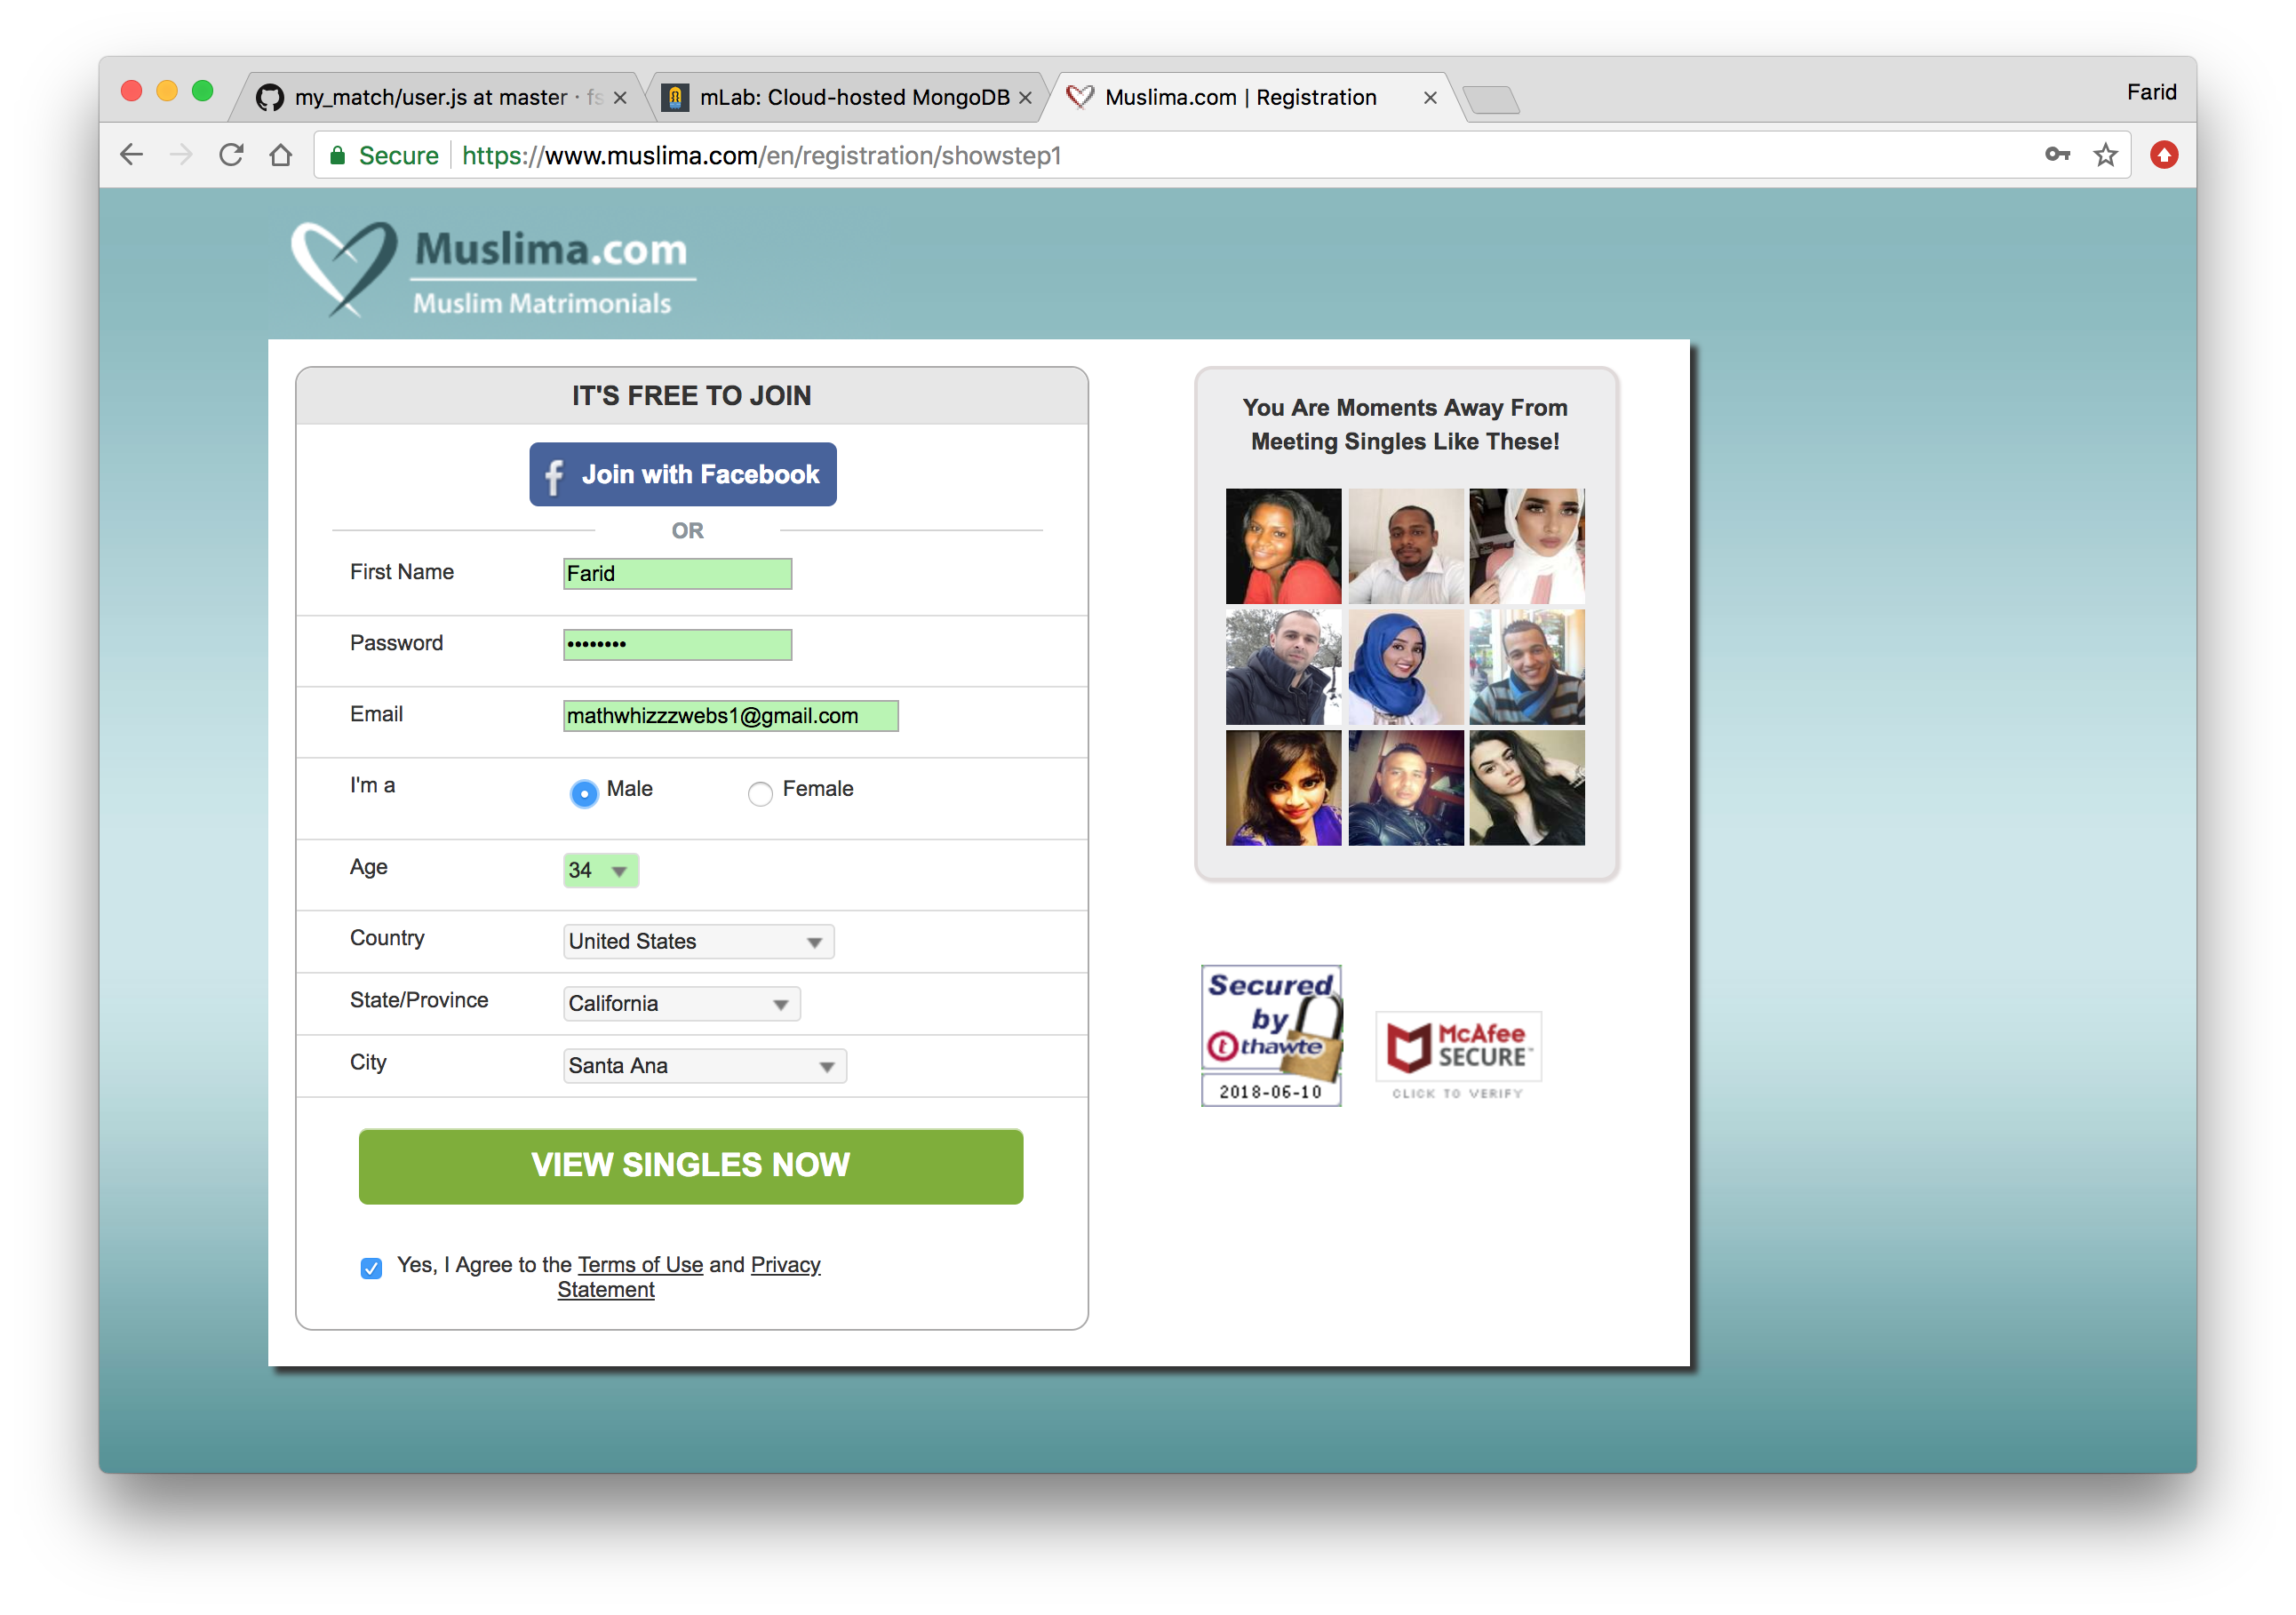 my_match/user.js at master · fs
mLab: Cloud-hosted MongoDB
Muslima.com | Registration
Farid
Secure
https://www.muslima.com/en/registration/showstep1
Muslima.com
Muslim Matrimonials
IT'S FREE TO JOIN
f Join with Facebook
OR
First Name Farid
Password ••••••••
Email mathwhizzzwebs1@gmail.com
I'm a Male Female
Age 34
Country United States
State/Province California
City Santa Ana
VIEW SINGLES NOW
Yes, I Agree to the Terms of Use and Privacy
Statement
You Are Moments Away From
Meeting Singles Like These!
Secured
by
t thawte
2018-06-10
McAfee
SECURE™
CLICK TO VERIFY